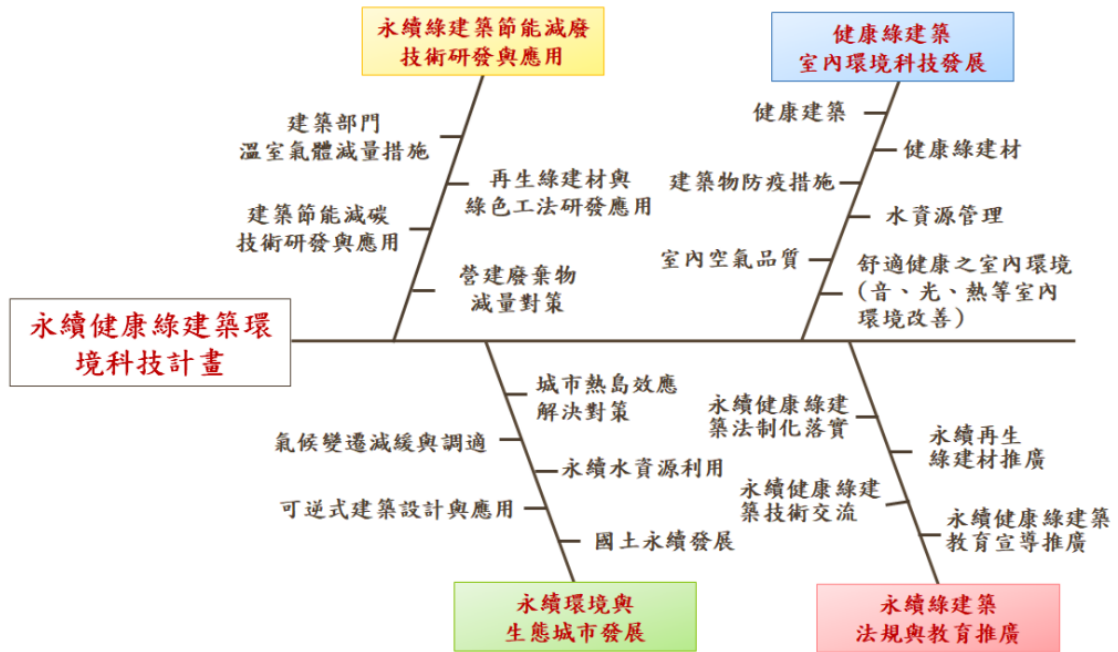 永續綠建築節能減廢
技術研發與應用
健康綠建築
室內環境科技發展
建築部門
溫室氣體減量措施
再生綠建材與
綠色工法研發應用
建築節能減碳
技術研發與應用
營建廢棄物
減量對策
健康建築
健康綠建材
建築物防疫措施
水資源管理
室內空氣品質
舒適健康之室內環境
(音、光、熱等室內
環境改善)
永續健康綠建築環
境科技計畫
城市熱島效應
解決對策
氣候變遷減緩與調適
永續水資源利用
可逆式建築設計與應用
國土永續發展
永續健康綠建
築法制化落實
永續再生
綠建材推廣
永續健康綠建
築技術交流
永續健康綠建築
教育宣導推廣
永續環境與
生態城市發展
永續綠建築
法規與教育推廣